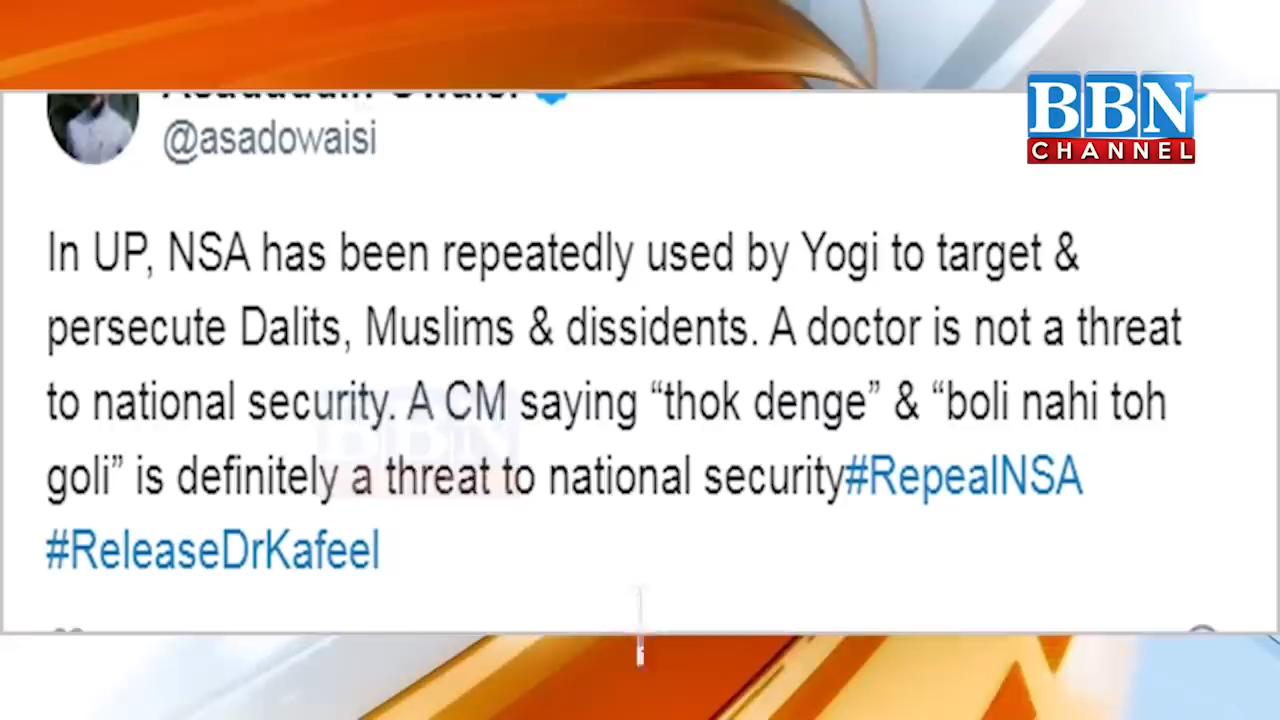 BBN
CHANNEL
@asadowaisi
In UP, NSA has been repeatedly used by Yogi to target &
persecute Dalits, Muslims & dissidents. A doctor is not a threat
to national security. A CM saying “thok denge” & “boli nahi toh
goli” is definitely a threat to national security#RepealNSA
#ReleaseDrKafeel